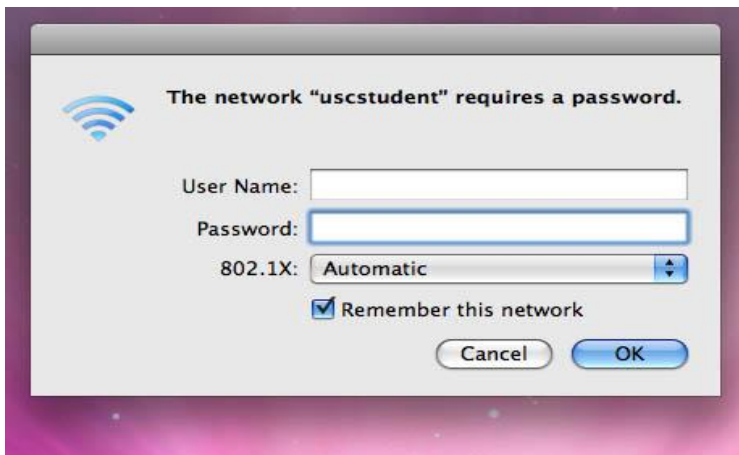 The network “uscstudent” requires a password.
User Name:
Password:
802.1X: Automatic
Remember this network
Cancel OK